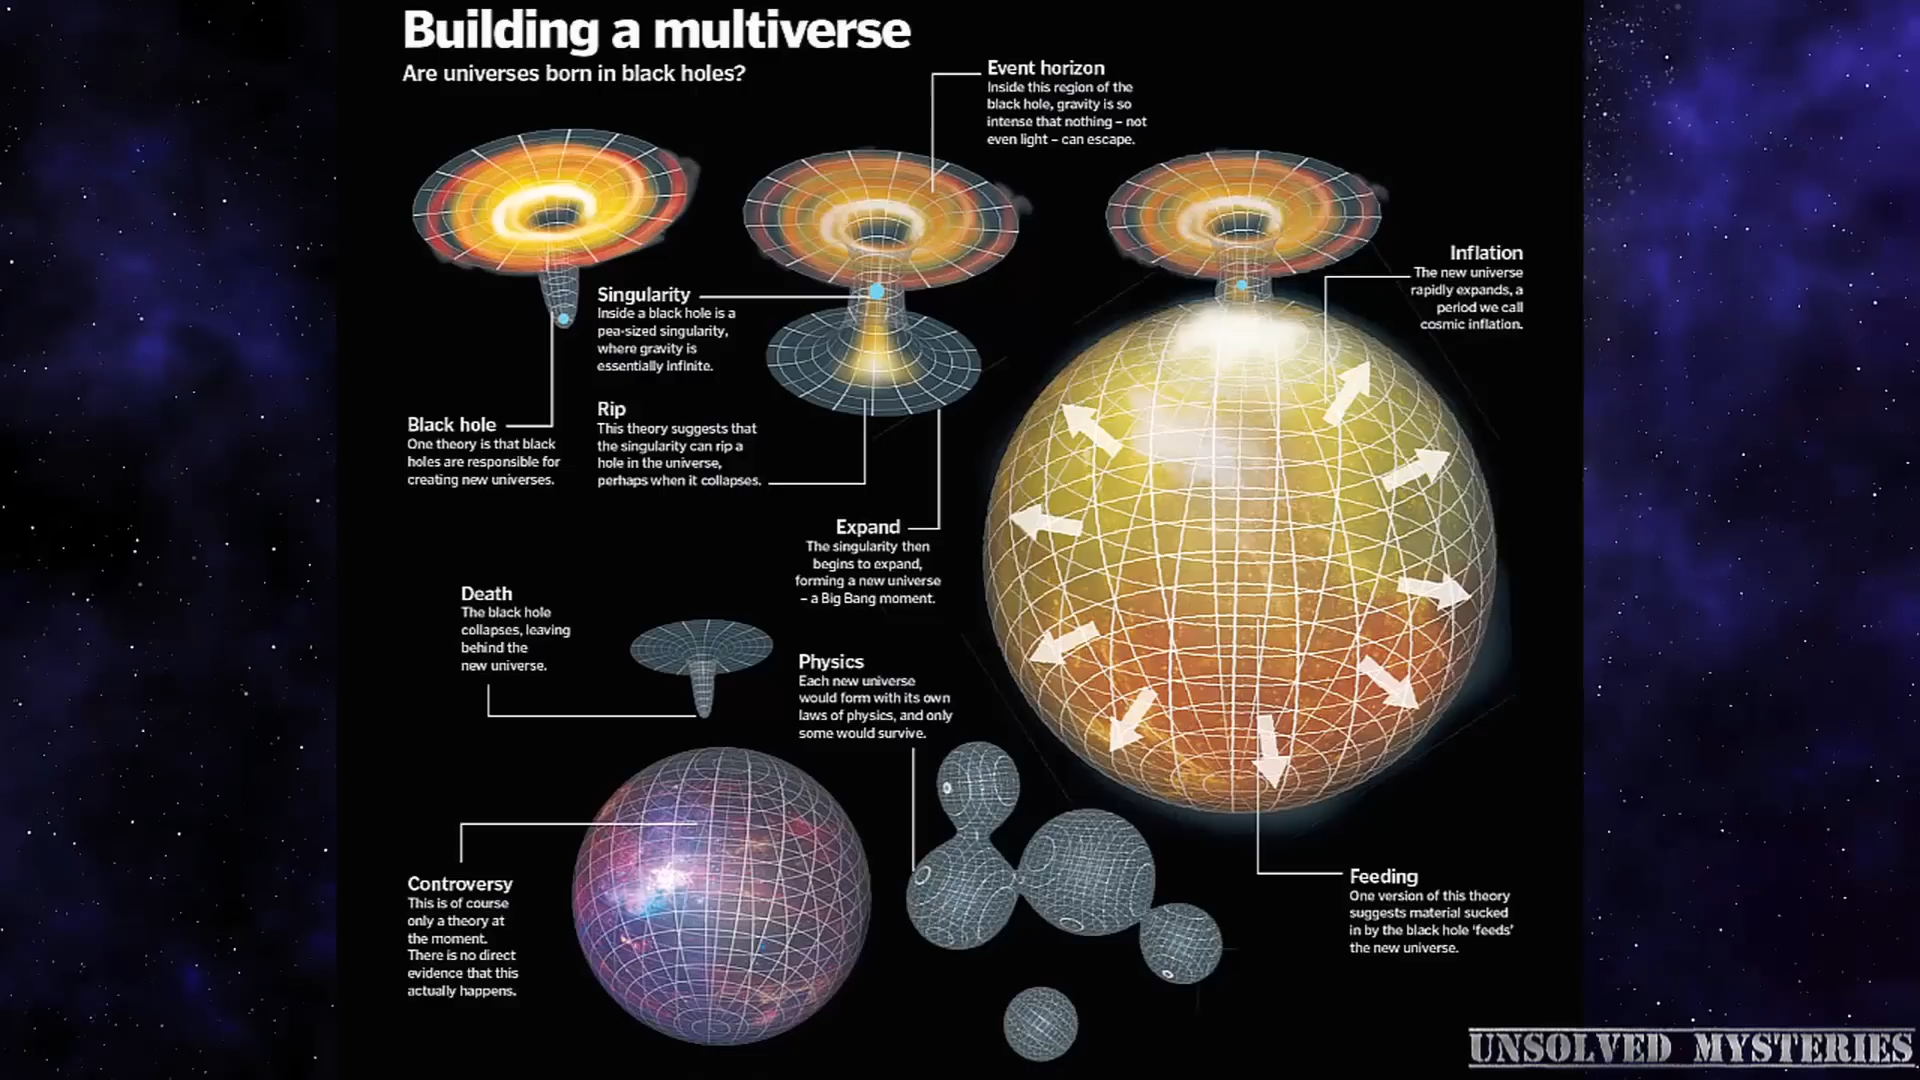 Building a multiverse
Are universes born in black holes?
Event horizon
Inside this region of the
black hole, gravity is so
intense that nothing – not
even light – can escape.
Inflation
The new universe
rapidly expands, a
period we call
cosmic inflation.
Singularity
Inside a black hole is a
pea-sized singularity,
where gravity is
essentially infinite.
Black hole
One theory is that black
holes are responsible for
creating new universes.
Rip
This theory suggests that
the singularity can rip a
hole in the universe,
perhaps when it collapses.
Expand
The singularity then
begins to expand,
forming a new universe
– a Big Bang moment.
Death
The black hole
collapses, leaving
behind the
new universe.
Physics
Each new universe
would form with its own
laws of physics, and only
some would survive.
Controversy
This is of course
only a theory at
the moment.
There is no direct
evidence that this
actually happens.
Feeding
One version of this theory
suggests material sucked
in by the black hole ‘feeds’
the new universe.
UNSOLVED MYSTERIES